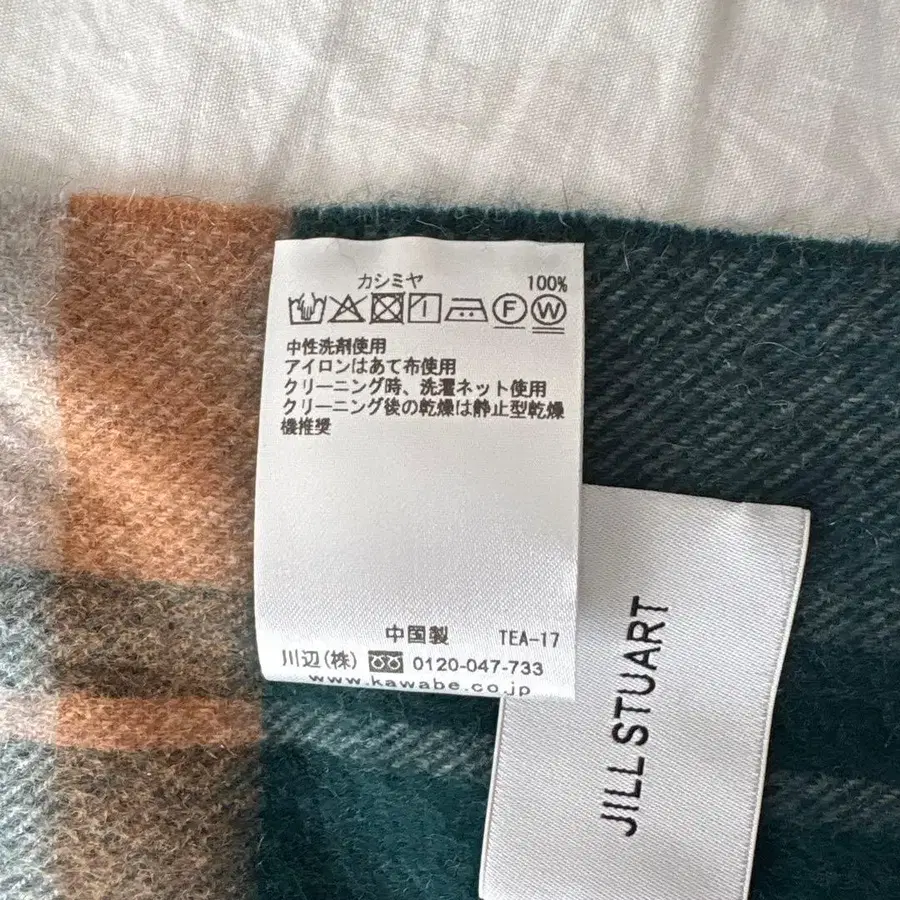 カシミヤ 100%
F W
中性洗剤使用
アイロンはあて布使用
クリーニング時、洗濯ネット使用
クリーニング後の乾燥は静止型乾燥
機推奨
中国製 TEA-17
川辺(株) 0120-047-733
www.kawabe.co.jp
JILL STUART